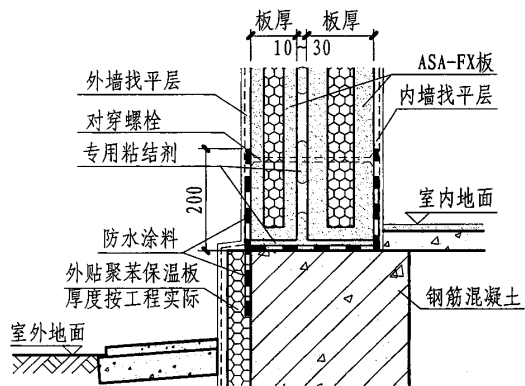 板厚 板厚
10 30
ASA-FX板
外墙找平层
内墙找平层
对穿螺栓
专用粘结剂
200
室内地面
防水涂料
外贴聚苯保温板
厚度按工程实际
钢筋混凝土
室外地面